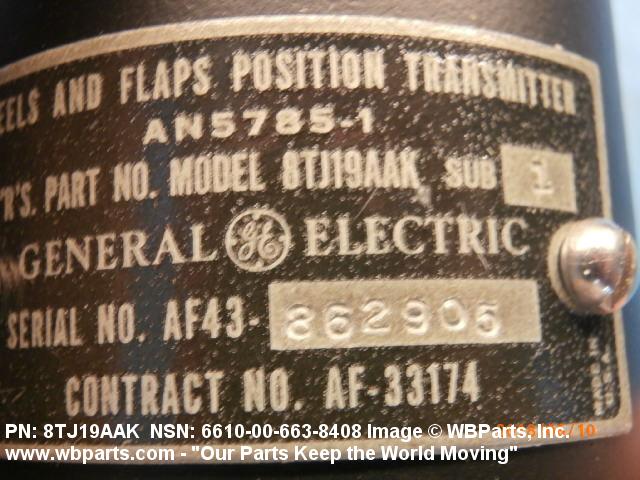 EELS AND FLAPS POSITION TRANSMITTER
AN5785-1
'R'S. PART NO. MODEL 8TJ19AAK SUB 1
GENERAL GE ELECTRIC
SERIAL NO. AF43-862905
CONTRACT NO. AF-33174
MADE IN
U.S.A.
PN: 8TJ19AAK NSN: 6610-00-663-8408 Image © WBParts, Inc.
www.wbparts.com - "Our Parts Keep the World Moving"